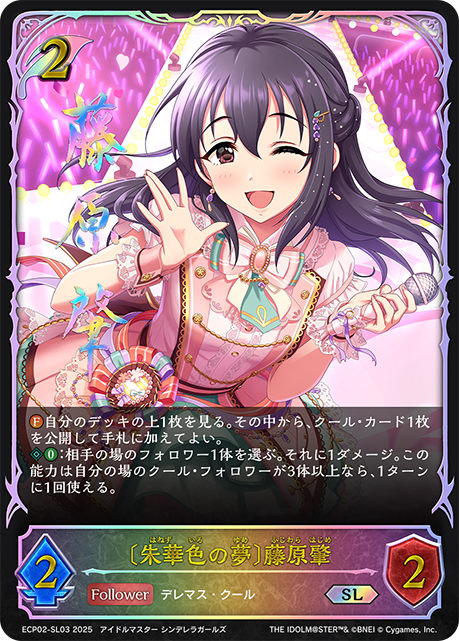 2
藤原肇
Ⓕ自分のデッキの上1枚を見る。その中から、クール・カード1枚
を公開して手札に加えてよい。
0:相手の場のフォロワー1体を選ぶ。それに1ダメージ。この
能力は自分の場のクール・フォロワーが3体以上なら、1ターン
に1回使える。
はねず いろ ゆめ ふじわら はじめ
〔朱華色の夢〕藤原肇
2
Follower デレマス・クール SL
2
ECP02-SL03 2025 アイドルマスター シンデレラガールズ THE IDOLM@STER™& ©BNEI © Cygames, Inc.